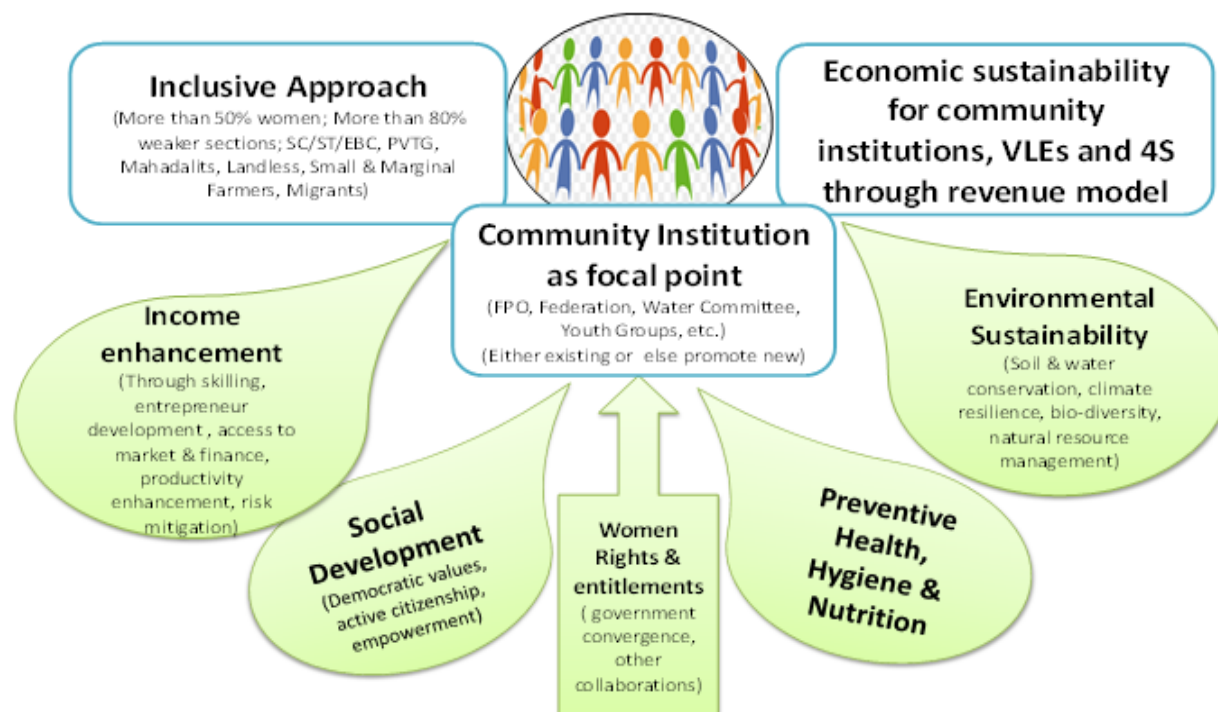 Inclusive Approach
(More than 50% women; More than 80%
weaker sections; SC/ST/EBC, PVTG,
Mahadalits, Landless, Small & Marginal
Farmers, Migrants)
Economic sustainability
for community
institutions, VLEs and 4S
through revenue model
Community Institution
as focal point
(FPO, Federation, Water Committee,
Youth Groups, etc.)
(Either existing or else promote new)
Income
enhancement
(Through skilling,
entrepreneur
development , access to
market & finance,
productivity
enhancement, risk
mitigation)
Social
Development
(Democratic values,
active citizenship,
empowerment)
Women
Rights &
entitlements
( government
convergence,
other
collaborations)
Preventive
Health,
Hygiene &
Nutrition
Environmental
Sustainability
(Soil & water
conservation, climate
resilience, bio-diversity,
natural resource
management)